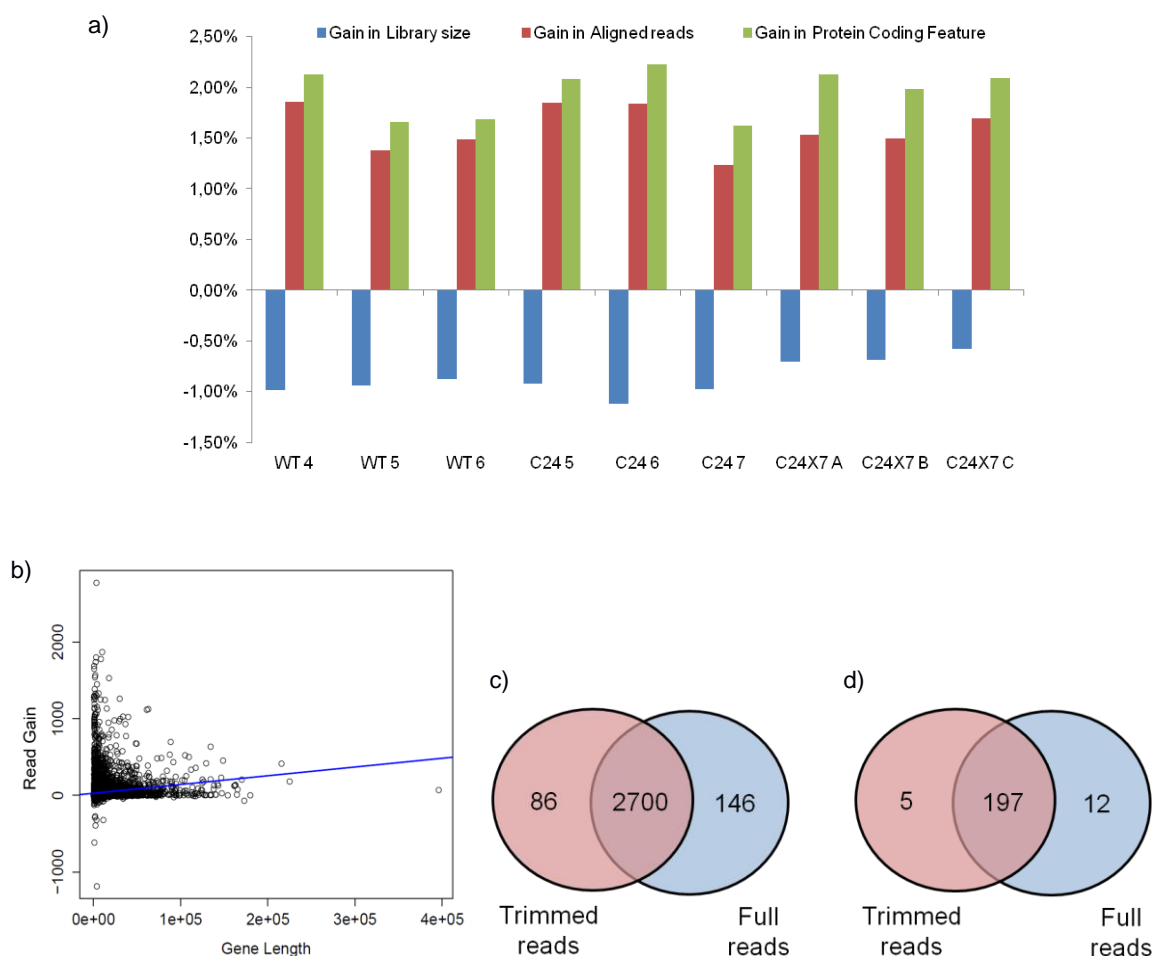 a)
Gain in Library size Gain in Aligned reads Gain in Protein Coding Feature
2,50%
2,00%
1,50%
1,00%
0,50%
0,00%
-0,50%
-1,00%
-1,50%
WT 4 WT 5 WT 6 C24 5 C24 6 C24 7 C24X7 A C24X7 B C24X7 C
b)
Read Gain
2000
1000
0
−1000
0e+00 1e+05 2e+05 3e+05 4e+05
Gene Length
c)
86 2700 146
Trimmed reads
Full reads
d)
5 197 12
Trimmed reads
Full reads